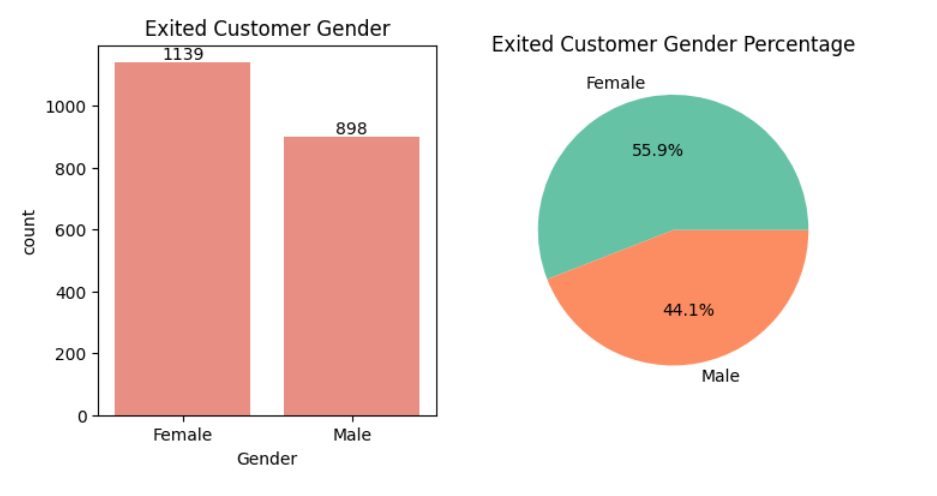 Exited Customer Gender
1139
898
1000
800
600
400
200
0
count
Female
Male
Gender
Exited Customer Gender Percentage
Female
55.9%
44.1%
Male